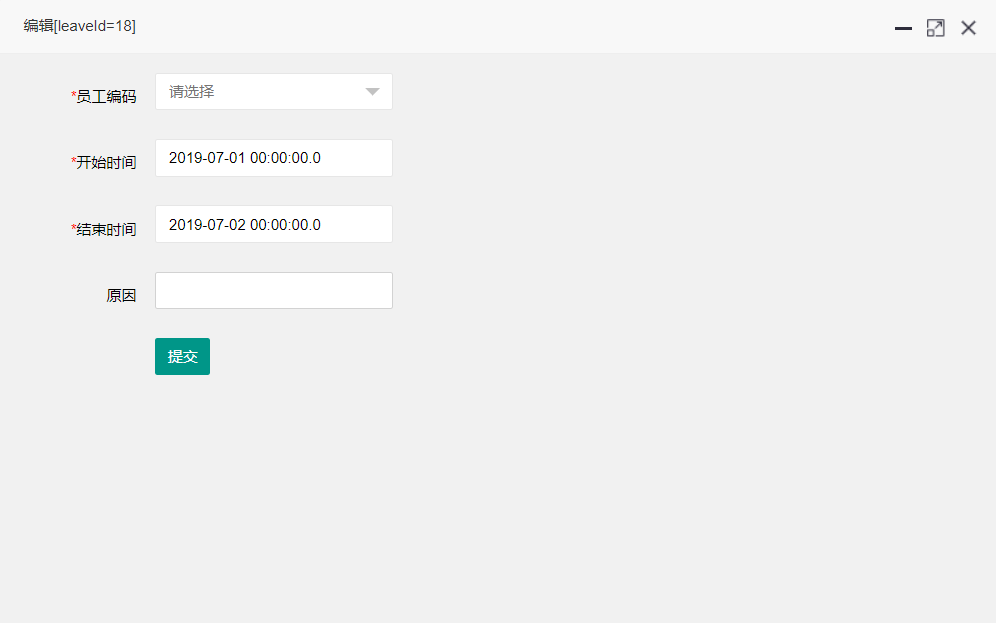 编辑[leaveId=18]
*员工编码 请选择
*开始时间 2019-07-01 00:00:00.0
*结束时间 2019-07-02 00:00:00.0
原因
提交